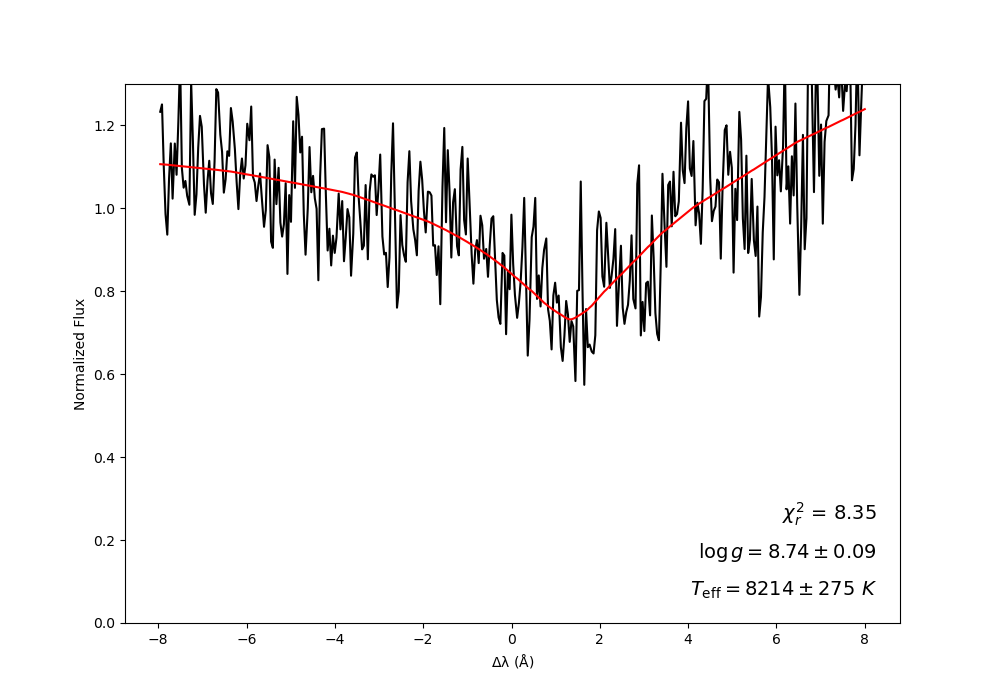 1.2
1.0
0.8
0.6
0.4
0.2
0.0
Normalized Flux
χ²ᵣ = 8.35
log g = 8.74 ± 0.09
T_eff = 8214 ± 275 K
−8 −6 −4 −2 0 2 4 6 8
Δλ (Å)